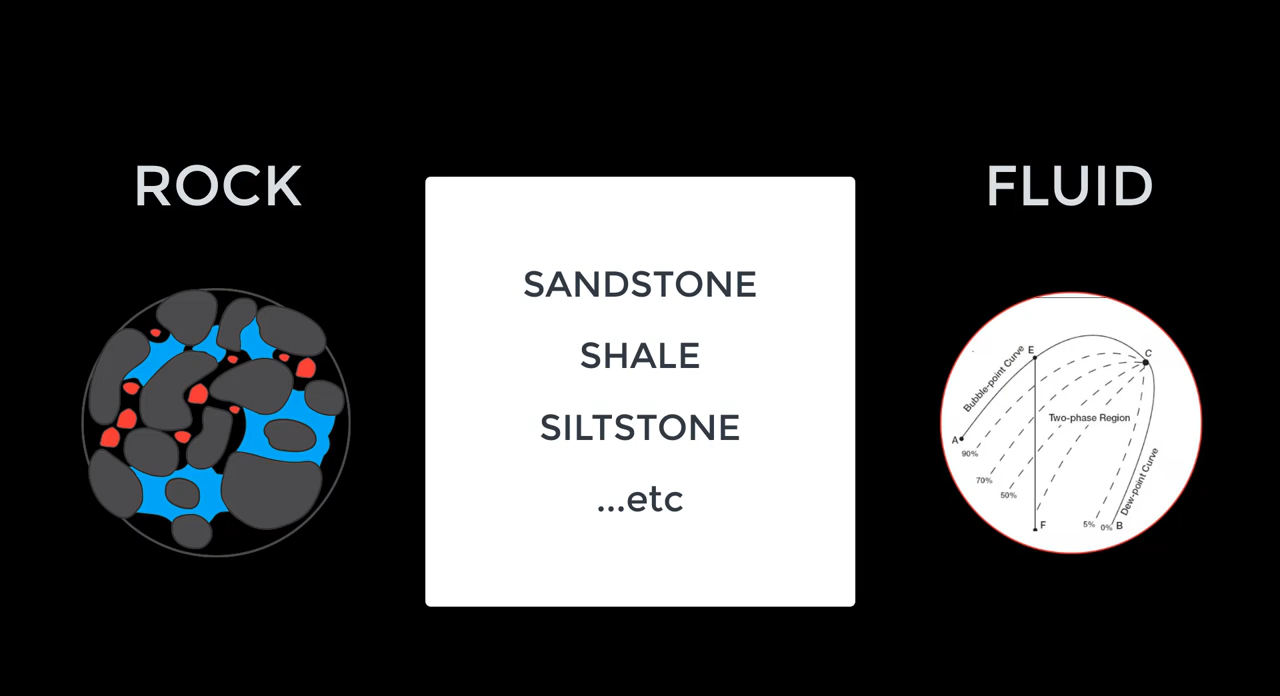 ROCK
FLUID
SANDSTONE
SHALE
SILTSTONE
...etc
E
C
Bubble-point Curve
Two-phase Region
A
90%
70%
50%
Dew-point Curve
F
5%
0%
B